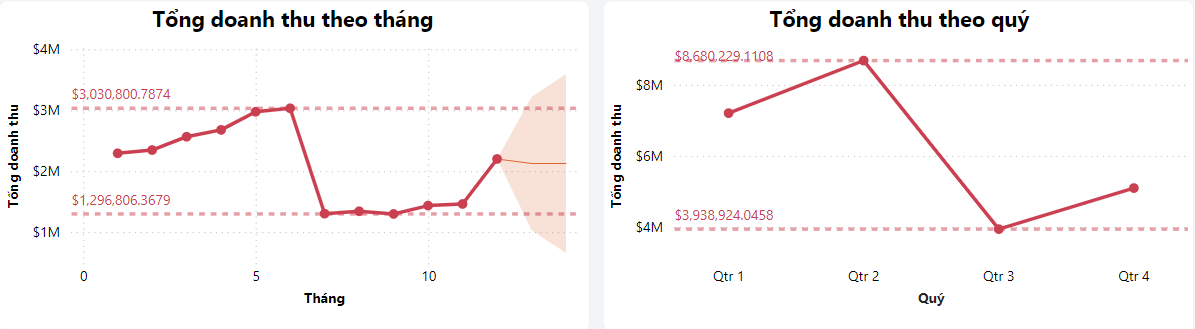 Tổng doanh thu theo tháng
$4M
$3,030,800.7874
$3M
$2M
$1,296,806.3679
$1M
0 5 10
Tháng
Tổng doanh thu
Tổng doanh thu theo quý
$8,680,229.1108
$8M
$6M
$3,938,924.0458
$4M
Qtr 1 Qtr 2 Qtr 3 Qtr 4
Quý
Tổng doanh thu